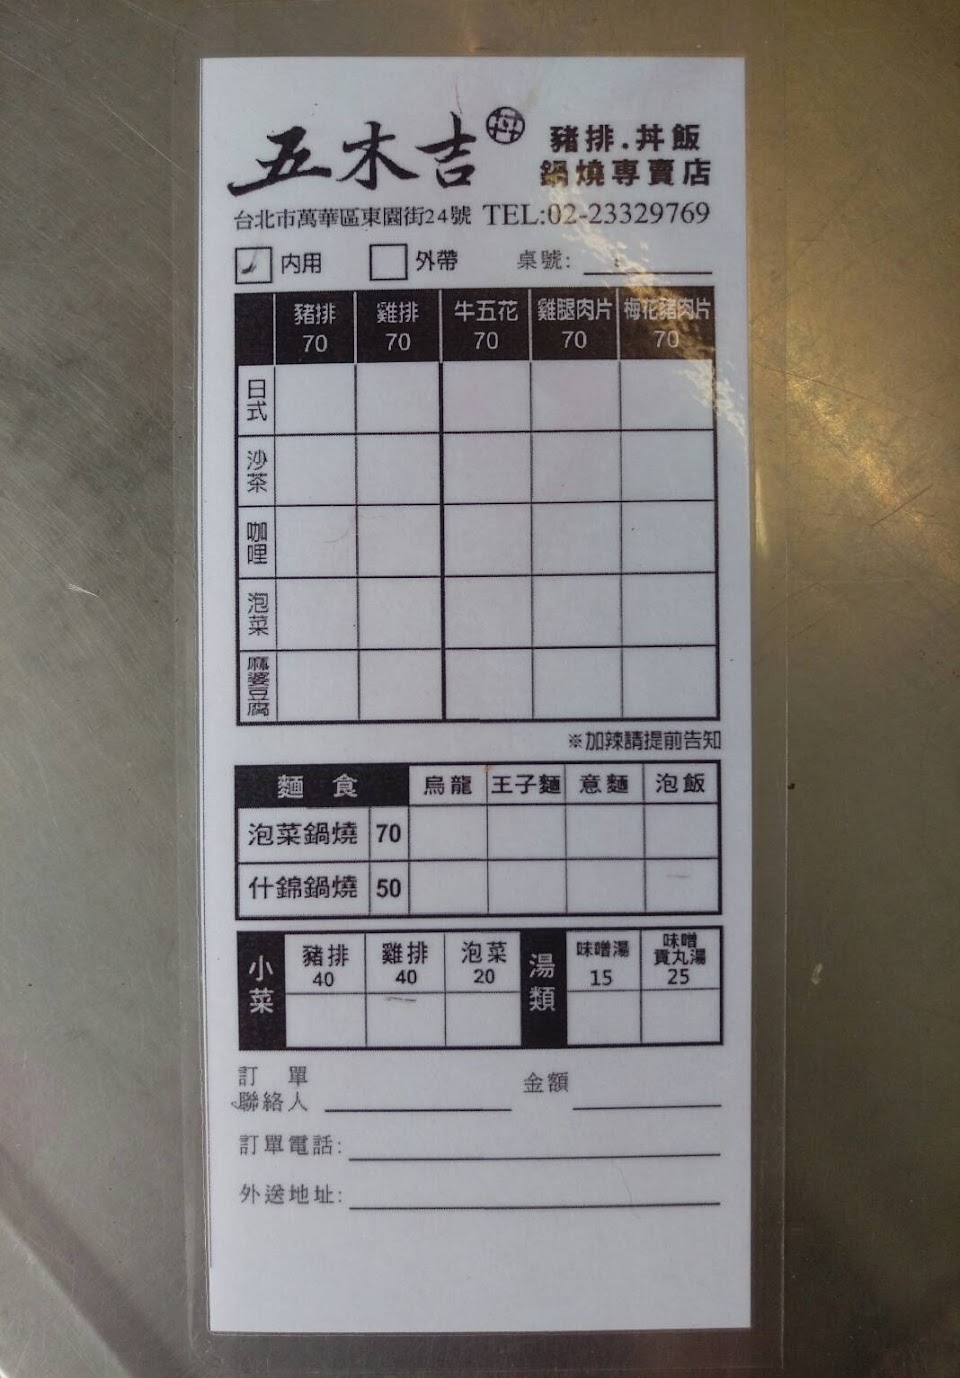 五木吉 丼
豬排.丼飯
鍋燒專賣店
台北市萬華區東園街24號 TEL:02-23329769
內用 外帶 桌號:
豬排 雞排 牛五花 雞腿肉片 梅花豬肉片
70 70 70 70 70
日式
沙茶
咖哩
泡菜
麻婆豆腐
※加辣請提前告知
麵食 烏龍 王子麵 意麵 泡飯
泡菜鍋燒 70
什錦鍋燒 50
小菜 豬排 雞排 泡菜 湯類 味噌湯 味噌貢丸湯
40 40 20 15 25
訂單 金額
聯絡人
訂單電話:
外送地址: